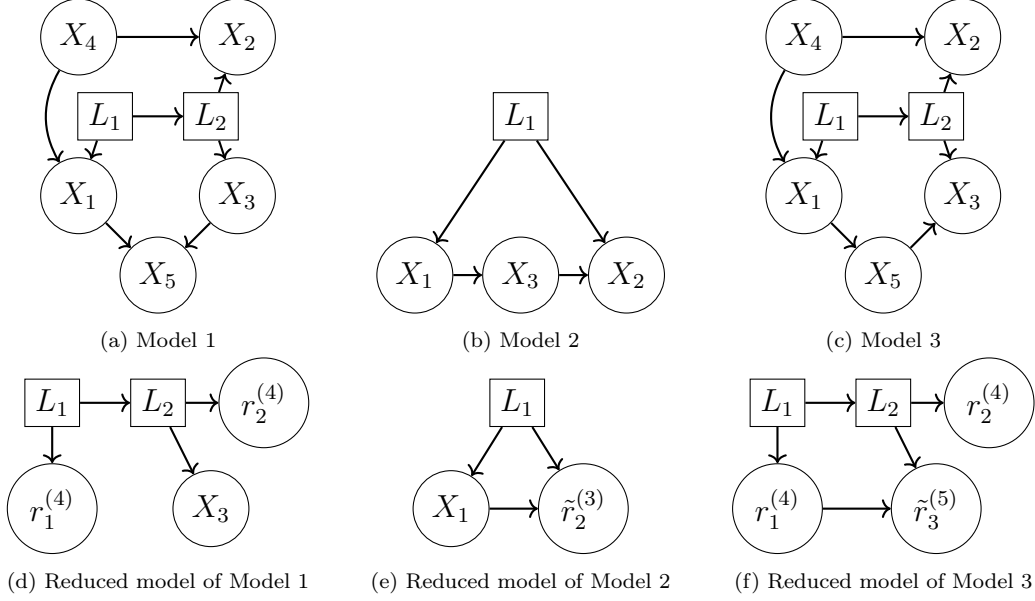 X₄ X₂ X₄ X₂
L₁ L₂ L₁ L₁ L₂
X₁ X₃ X₁ X₃
X₅ X₁ X₃ X₂ X₅
(a) Model 1 (b) Model 2 (c) Model 3
L₁ L₂ r₂⁽⁴⁾ L₁ L₁ L₂ r₂⁽⁴⁾
r₁⁽⁴⁾ X₃ X₁ r̃₂⁽³⁾ r₁⁽⁴⁾ r̃₃⁽⁵⁾
(d) Reduced model of Model 1 (e) Reduced model of Model 2 (f) Reduced model of Model 3